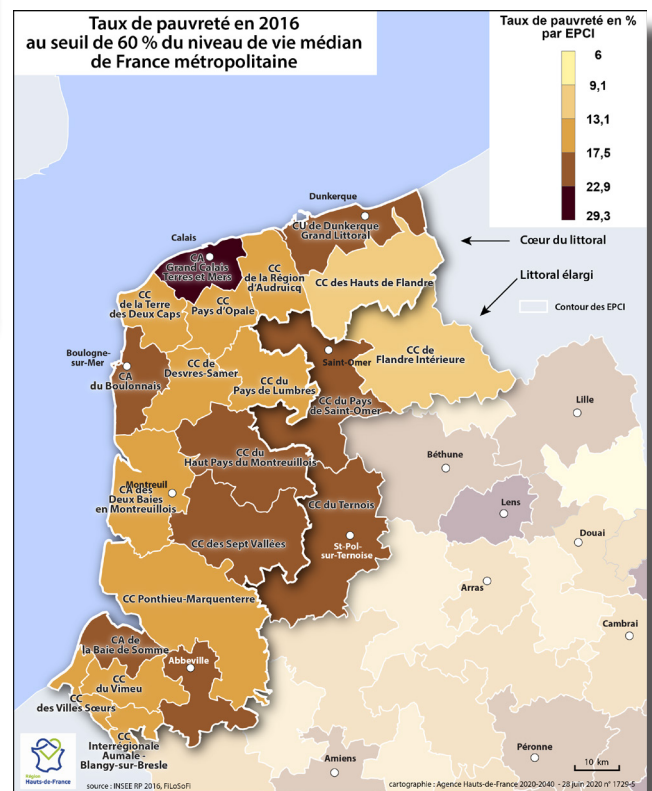 Taux de pauvreté en 2016
au seuil de 60 % du niveau de vie médian
de France métropolitaine
Taux de pauvreté en %
par EPCI
6
9,1
13,1
17,5
22,9
29,3
Cœur du littoral
Littoral élargi
Contour des EPCI
Dunkerque
CU de Dunkerque
Grand Littoral
Calais
CA
Grand Calais
Terres et Mers
CC
de la Région
d'Audruicq
CC des Hauts de Flandre
CC
de la Terre
des Deux Caps
CC
Pays d'Opale
Boulogne-
sur-Mer
CA
du Boulonnais
CC de
Desvres-Samer
CC du
Pays de Lumbres
Saint-Omer
CC de
Flandre Intérieure
CC du Pays
de Saint-Omer
Lille
CC du
Haut Pays du Montreuillois
Béthune
Montreuil
CA des
Deux Baies
en Montreuillois
CC du Ternois
Lens
CC des Sept Vallées
St-Pol-
sur-Ternoise
Douai
Arras
CC Ponthieu-Marquenterre
Cambrai
CA de
la Baie de Somme
Abbeville
CC
du Vimeu
CC
des Villes Sœurs
CC
Interrégionale
Aumale -
Blangy-sur-Bresle
Amiens
Péronne
10 km
Région
Hauts-de-France
source : INSEE RP 2016, FiLoSoFI
cartographie : Agence Hauts-de-France 2020-2040 - 28 juin 2020 n° 1729-5